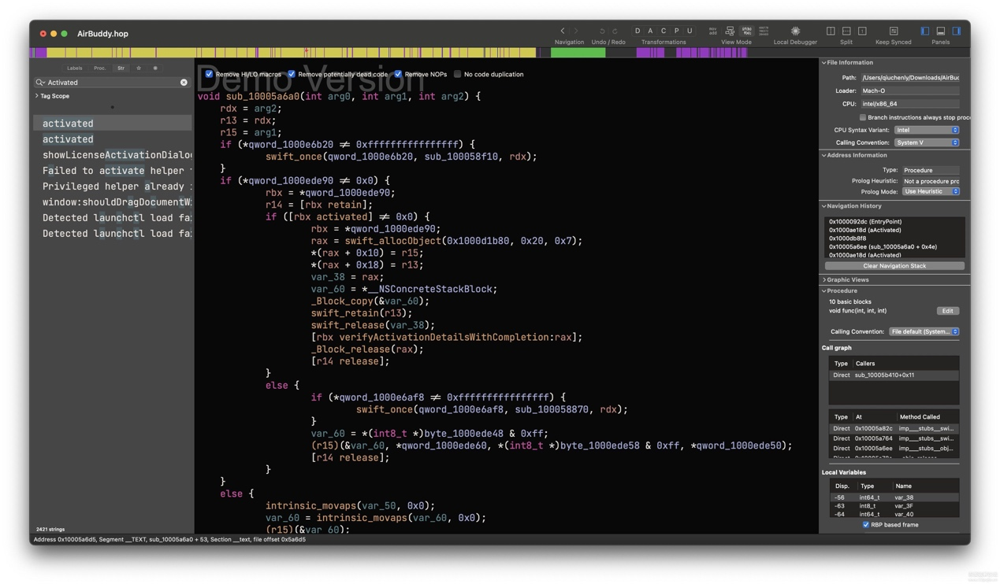 AirBuddy.hop
Navigation
Undo / Redo
D A C P U
Transformations
View Mode
Local Debugger
Split
Keep Synced
Panels
Labels Proc. Str
Activated
Tag Scope
activated
activated
showLicenseActivationDialo
Failed to activate helper
Privileged helper already
window:shouldDragDocumentW
Detected launchctl load fa
Detected launchctl load fa
2421 strings
Demo Version
Remove HI/LO macros Remove potentially dead code Remove NOPs No code duplication
void sub_10005a6a0(int arg0, int arg1, int arg2) {
rdx = arg2;
r13 = rdx;
r15 = arg1;
if (*qword_1000e6b20 ≠ 0xffffffffffffffff) {
swift_once(qword_1000e6b20, sub_100058f10, rdx);
}
if (*qword_1000ede90 ≠ 0x0) {
rbx = *qword_1000ede90;
r14 = [rbx retain];
if ([rbx activated] ≠ 0x0) {
rbx = *qword_1000ede90;
rax = swift_allocObject(0x1000d1b80, 0x20, 0x7);
*(rax + 0x10) = r15;
*(rax + 0x18) = r13;
var_38 = rax;
var_60 = *__NSConcreteStackBlock;
_Block_copy(&var_60);
swift_retain(r13);
swift_release(var_38);
[rbx verifyActivationDetailsWithCompletion:rax];
_Block_release(rax);
[r14 release];
}
else {
if (*qword_1000e6af8 ≠ 0xffffffffffffffff) {
swift_once(qword_1000e6af8, sub_100058870, rdx);
}
var_60 = *(int8_t *)byte_1000ede48 & 0xff;
(r15)(&var_60, *qword_1000ede60, *(int8_t *)byte_1000ede58 & 0xff, *qword_1000ede50);
[r14 release];
}
}
else {
intrinsic_movaps(var_50, 0x0);
var_60 = intrinsic_movaps(var_60, 0x0);
(r15)(&var_60);
File Information
Path: /Users/qiuchenly/Downloads/AirBuc
Loader: Mach-O
CPU: intel/x86_64
Branch instructions always stop proc
CPU Syntax Variant: Intel
Calling Convention: System V
Address Information
Type: Procedure
Prolog Heuristic: Not a procedure pro
Prolog Mode: Use Heuristic
Navigation History
0x1000092dc (EntryPoint)
0x1000ae18d (aActivated)
0x1000db8f8
0x10005a6ee (sub_10005a6a0 + 0x4e)
0x1000ae18d (aActivated)
Clear Navigation Stack
Graphic Views
Procedure
10 basic blocks
void func(int, int, int)
Edit
Calling Convention: File default (System...
Call graph
Type Callers
Direct sub_10005b410+0x11
Type At Method Called
Direct 0x10005a82c imp___stubs__swi...
Direct 0x10005a764 imp___stubs__swi...
Direct 0x10005a6ee imp___stubs__obj...
Local Variables
Disp. Type Name
-56 int64_t var_38
-63 int8_t var_3F
-64 int64_t var_40
RBP based frame
Address 0x10005a6d5, Segment __TEXT, sub_10005a6a0 + 53, Section __text, file offset 0x5a6d5